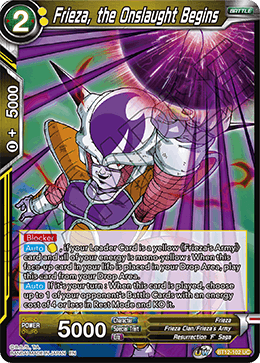 2
Frieza, the Onslaught Begins
BATTLE
+ 5000
Blocker
Auto If your Leader Card is a yellow ≪Frieza's Army≫
card and all of your energy is mono-yellow : When this
face-up card in your life is placed in your Drop Area, play
this card from your Drop Area.
Auto If it's your turn : When this card is played, choose
up to 1 of your opponent's Battle Cards with an energy
cost of 4 or less in Rest Mode and KO it.
POWER
5000
Character
Frieza
Special Trait
Frieza Clan/Frieza's Army
Era
Resurrection 'F' Saga
BT12-102 UC